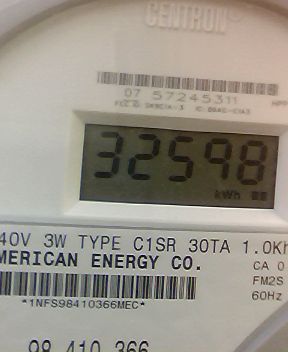 CENTRON
07 57245311
32598
kWh
40V 3W TYPE C1SR 30TA 1.0Kh
MERICAN ENERGY CO.
CA 0
FM2S
*1NFS98410366MEC*
60Hz
98 410 366